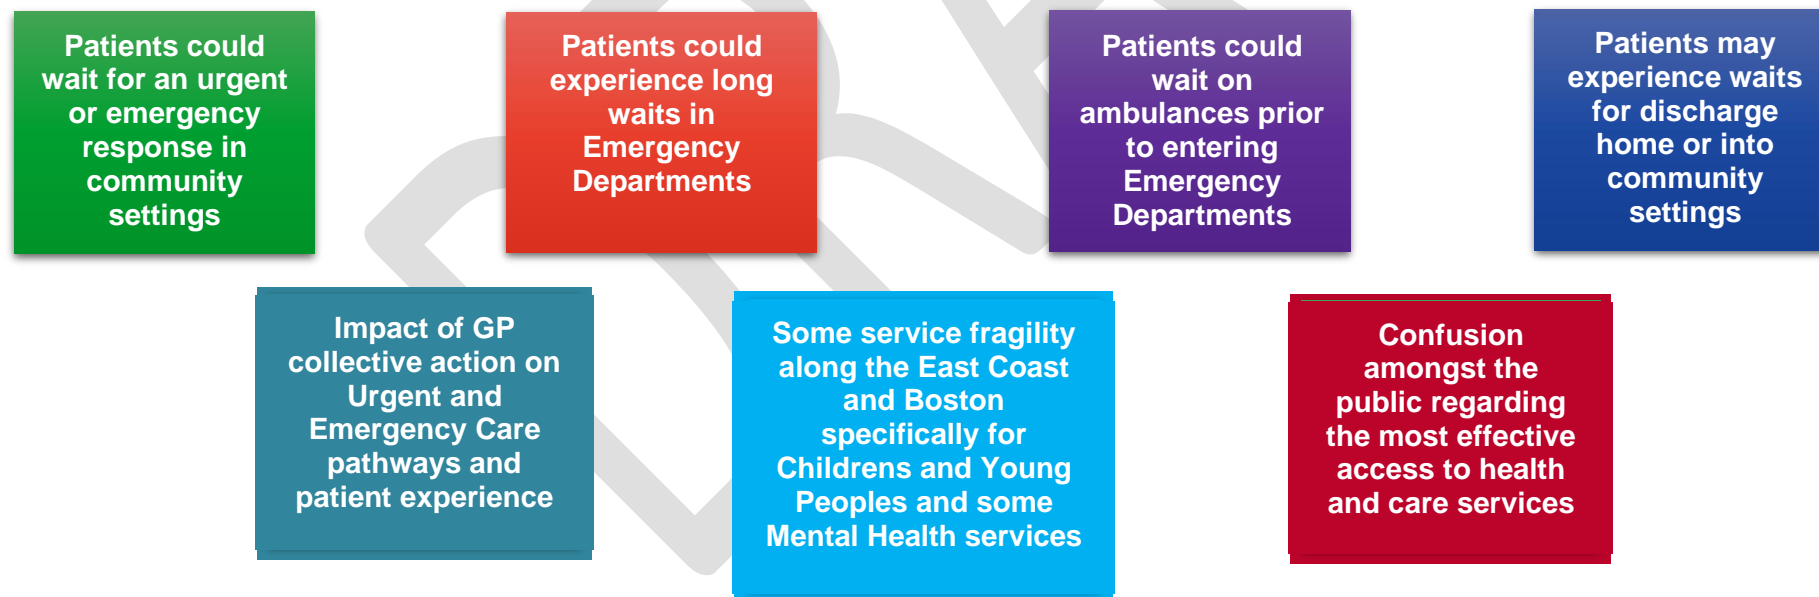 Patients could
wait for an urgent
or emergency
response in
community
settings
Patients could
experience long
waits in
Emergency
Departments
Patients could
wait on
ambulances prior
to entering
Emergency
Departments
Patients may
experience waits
for discharge
home or into
community
settings
Impact of GP
collective action on
Urgent and
Emergency Care
pathways and
patient experience
Some service fragility
along the East Coast
and Boston
specifically for
Childrens and Young
Peoples and some
Mental Health services
Confusion
amongst the
public regarding
the most effective
access to health
and care services